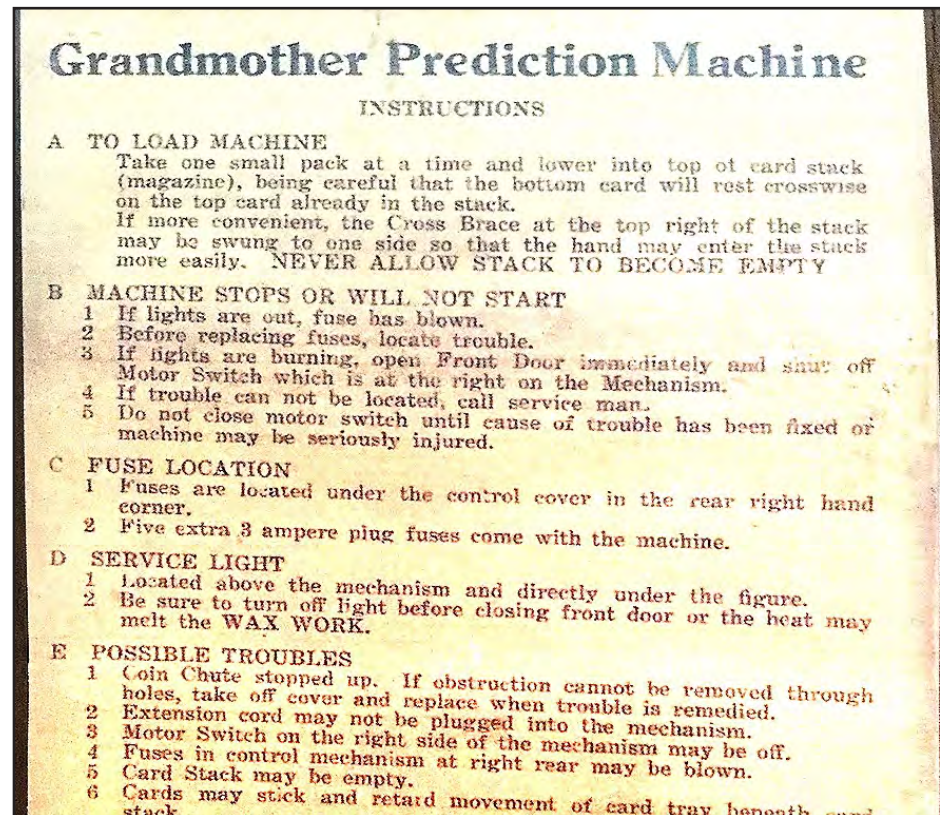 Grandmother Prediction Machine
INSTRUCTIONS
A TO LOAD MACHINE
Take one small pack at a time and lower into top of card stack
(magazine), being careful that the bottom card will rest crosswise
on the top card already in the stack.
If more convenient, the Cross Brace at the top right of the stack
may be swung to one side so that the hand may enter the stack
more easily. NEVER ALLOW STACK TO BECOME EMPTY
B MACHINE STOPS OR WILL NOT START
1 If lights are out, fuse has blown.
2 Before replacing fuses, locate trouble.
3 If lights are burning, open Front Door immediately and shut off
Motor Switch which is at the right on the Mechanism.
4 If trouble can not be located, call service man.
5 Do not close motor switch until cause of trouble has been fixed or
machine may be seriously injured.
C FUSE LOCATION
1 Fuses are located under the control cover in the rear right hand
corner.
2 Five extra 3 ampere plug fuses come with the machine.
D SERVICE LIGHT
1 Located above the mechanism and directly under the figure.
2 Be sure to turn off light before closing front door or the heat may
melt the WAX WORK.
E POSSIBLE TROUBLES
1 Coin Chute stopped up. If obstruction cannot be removed through
holes, take off cover and replace when trouble is remedied.
2 Extension cord may not be plugged into the mechanism.
3 Motor Switch on the right side of the mechanism may be off.
4 Fuses in control mechanism at right rear may be blown.
5 Card Stack may be empty.
6 Cards may stick and retard movement of card tray beneath card
stack